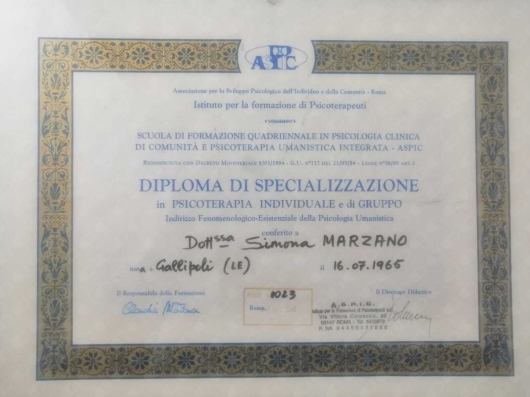 ASPIC
Associazione per lo Sviluppo Psicologico dell'Individuo e della Comunità - Roma
Istituto per la formazione di Psicoterapeuti
SCUOLA DI FORMAZIONE QUADRIENNALE IN PSICOLOGIA CLINICA
DI COMUNITÀ E PSICOTERAPIA UMANISTICA INTEGRATA - ASPIC
DIPLOMA DI SPECIALIZZAZIONE
in PSICOTERAPIA INDIVIDUALE e di GRUPPO
Indirizzo Fenomenologico-Esistenziale della Psicologia Umanistica
conferito a
Dott.ssa Simona MARZANO
nata a Gallipoli (LE) il 16.07.1965
Il Responsabile della Formazione
Il Direttore Didattico
1023
Roma,
A.S.P.I.C.